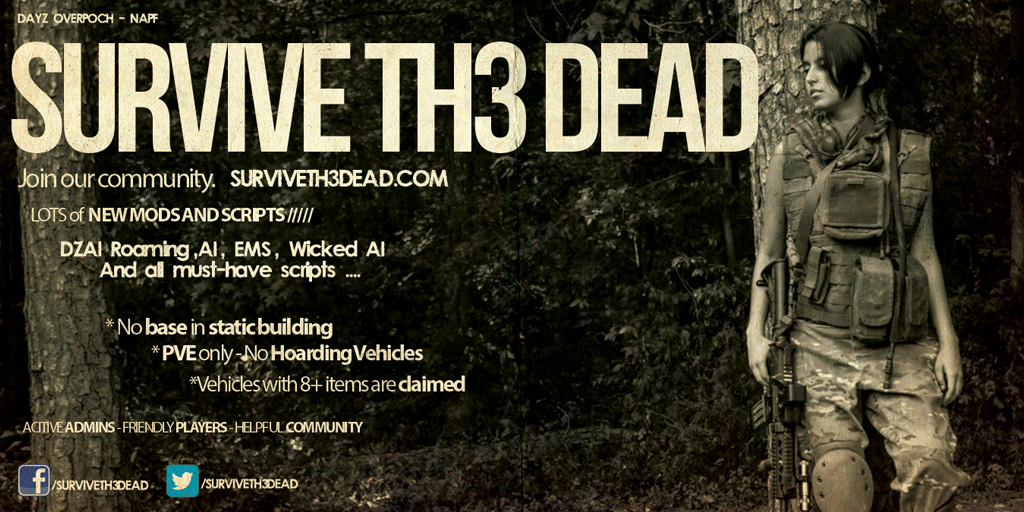 DAYZ OVERPOCH - NAPF
SURVIVE TH3 DEAD
Join our community. SURVIVETH3DEAD.COM
LOTS of NEW MODS AND SCRIPTS /////
DZAI Roaming ,AI , EMS , Wicked AI
And all must-have scripts ....
* No base in static building
* PVE only - No Hoarding Vehicles
*Vehicles with 8+ items are claimed
ACITIVE ADMINS - FRIENDLY PLAYERS - HELPFUL COMMUNITY
/SURVIVETH3DEAD /SURVIVETH3DEAD